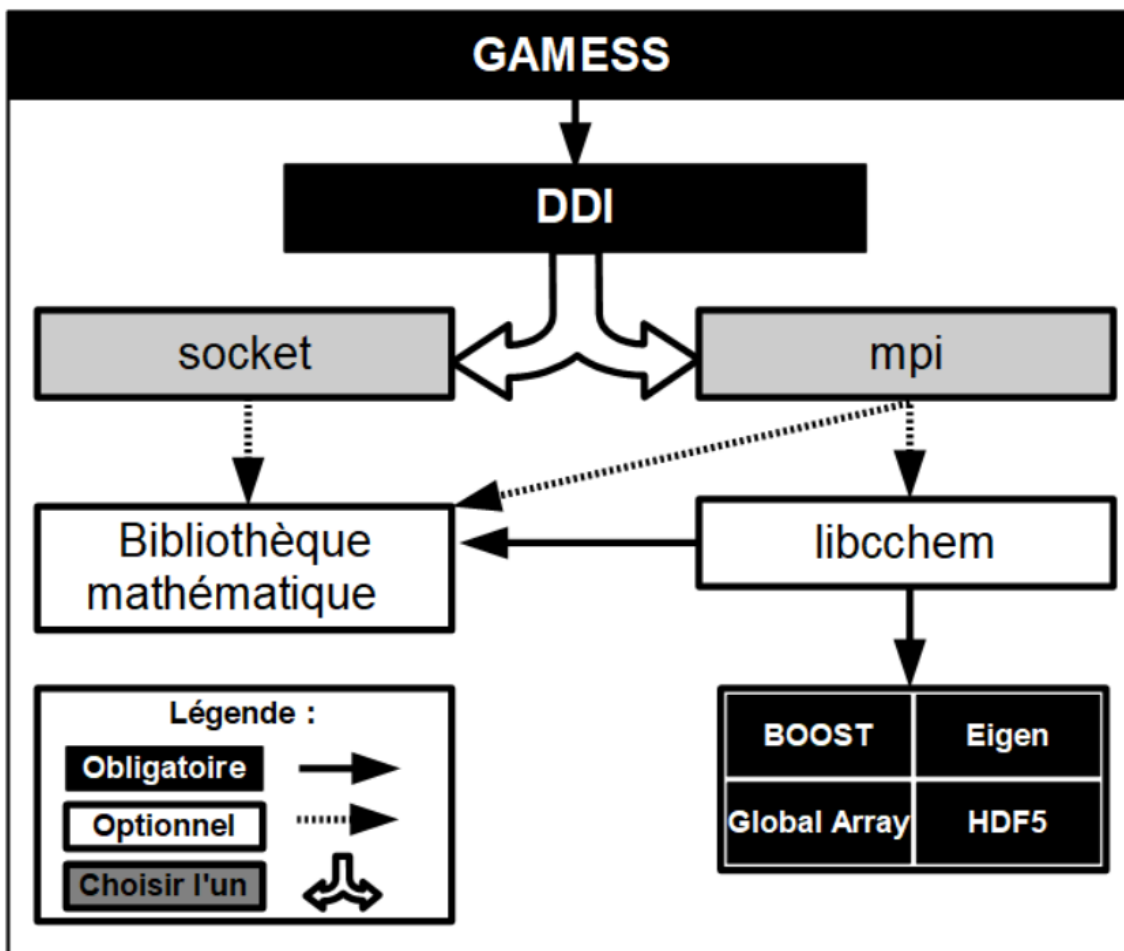 GAMESS
DDI
socket
mpi
Bibliothèque
mathématique
libcchem
Légende :
Obligatoire
Optionnel
Choisir l'un
BOOST
Eigen
Global Array
HDF5